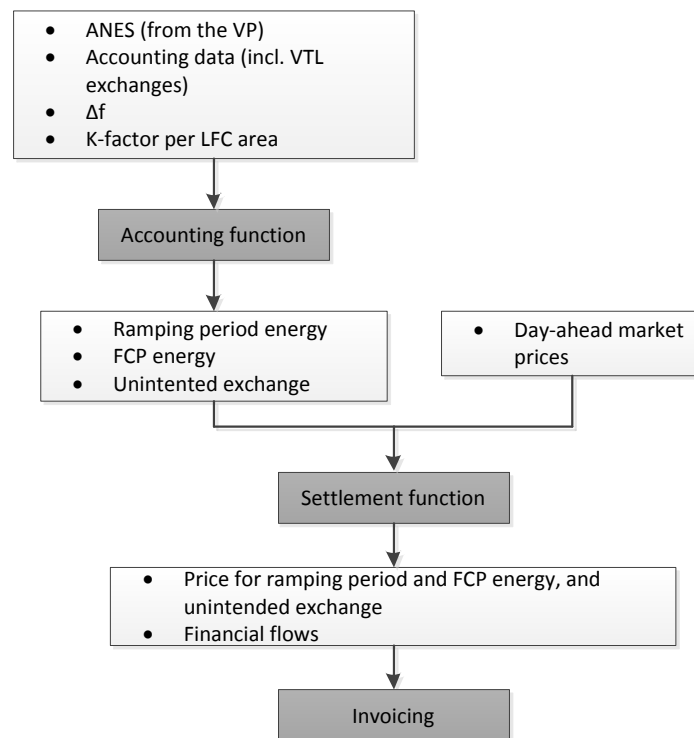 • ANES (from the VP)
• Accounting data (incl. VTL
exchanges)
• Δf
• K-factor per LFC area
Accounting function
• Ramping period energy
• FCP energy
• Unintented exchange
• Day-ahead market
prices
Settlement function
• Price for ramping period and FCP energy, and
unintended exchange
• Financial flows
Invoicing